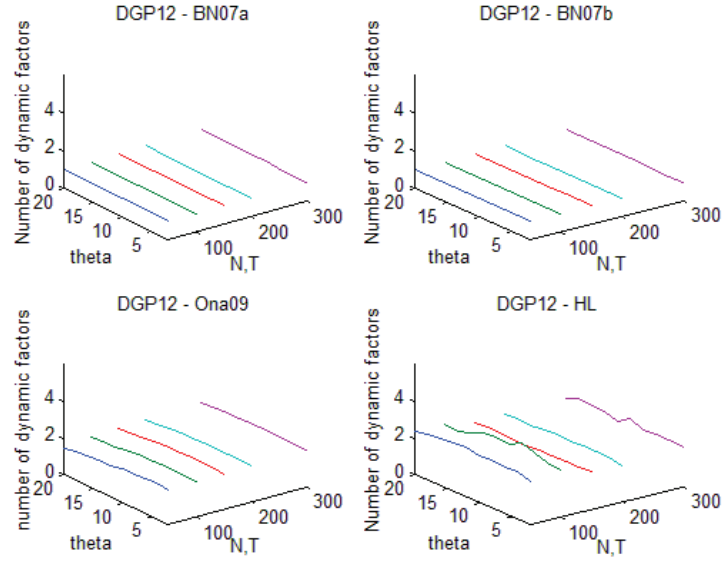 DGP12 - BN07a
Number of dynamic factors
4
2
0
20
15
10
5
theta
100
200
300
N,T
DGP12 - BN07b
Number of dynamic factors
4
2
0
20
15
10
5
theta
100
200
300
N,T
DGP12 - Ona09
number of dynamic factors
4
2
0
20
15
10
5
theta
100
200
300
N,T
DGP12 - HL
Number of dynamic factors
4
2
0
20
15
10
5
theta
100
200
300
N,T